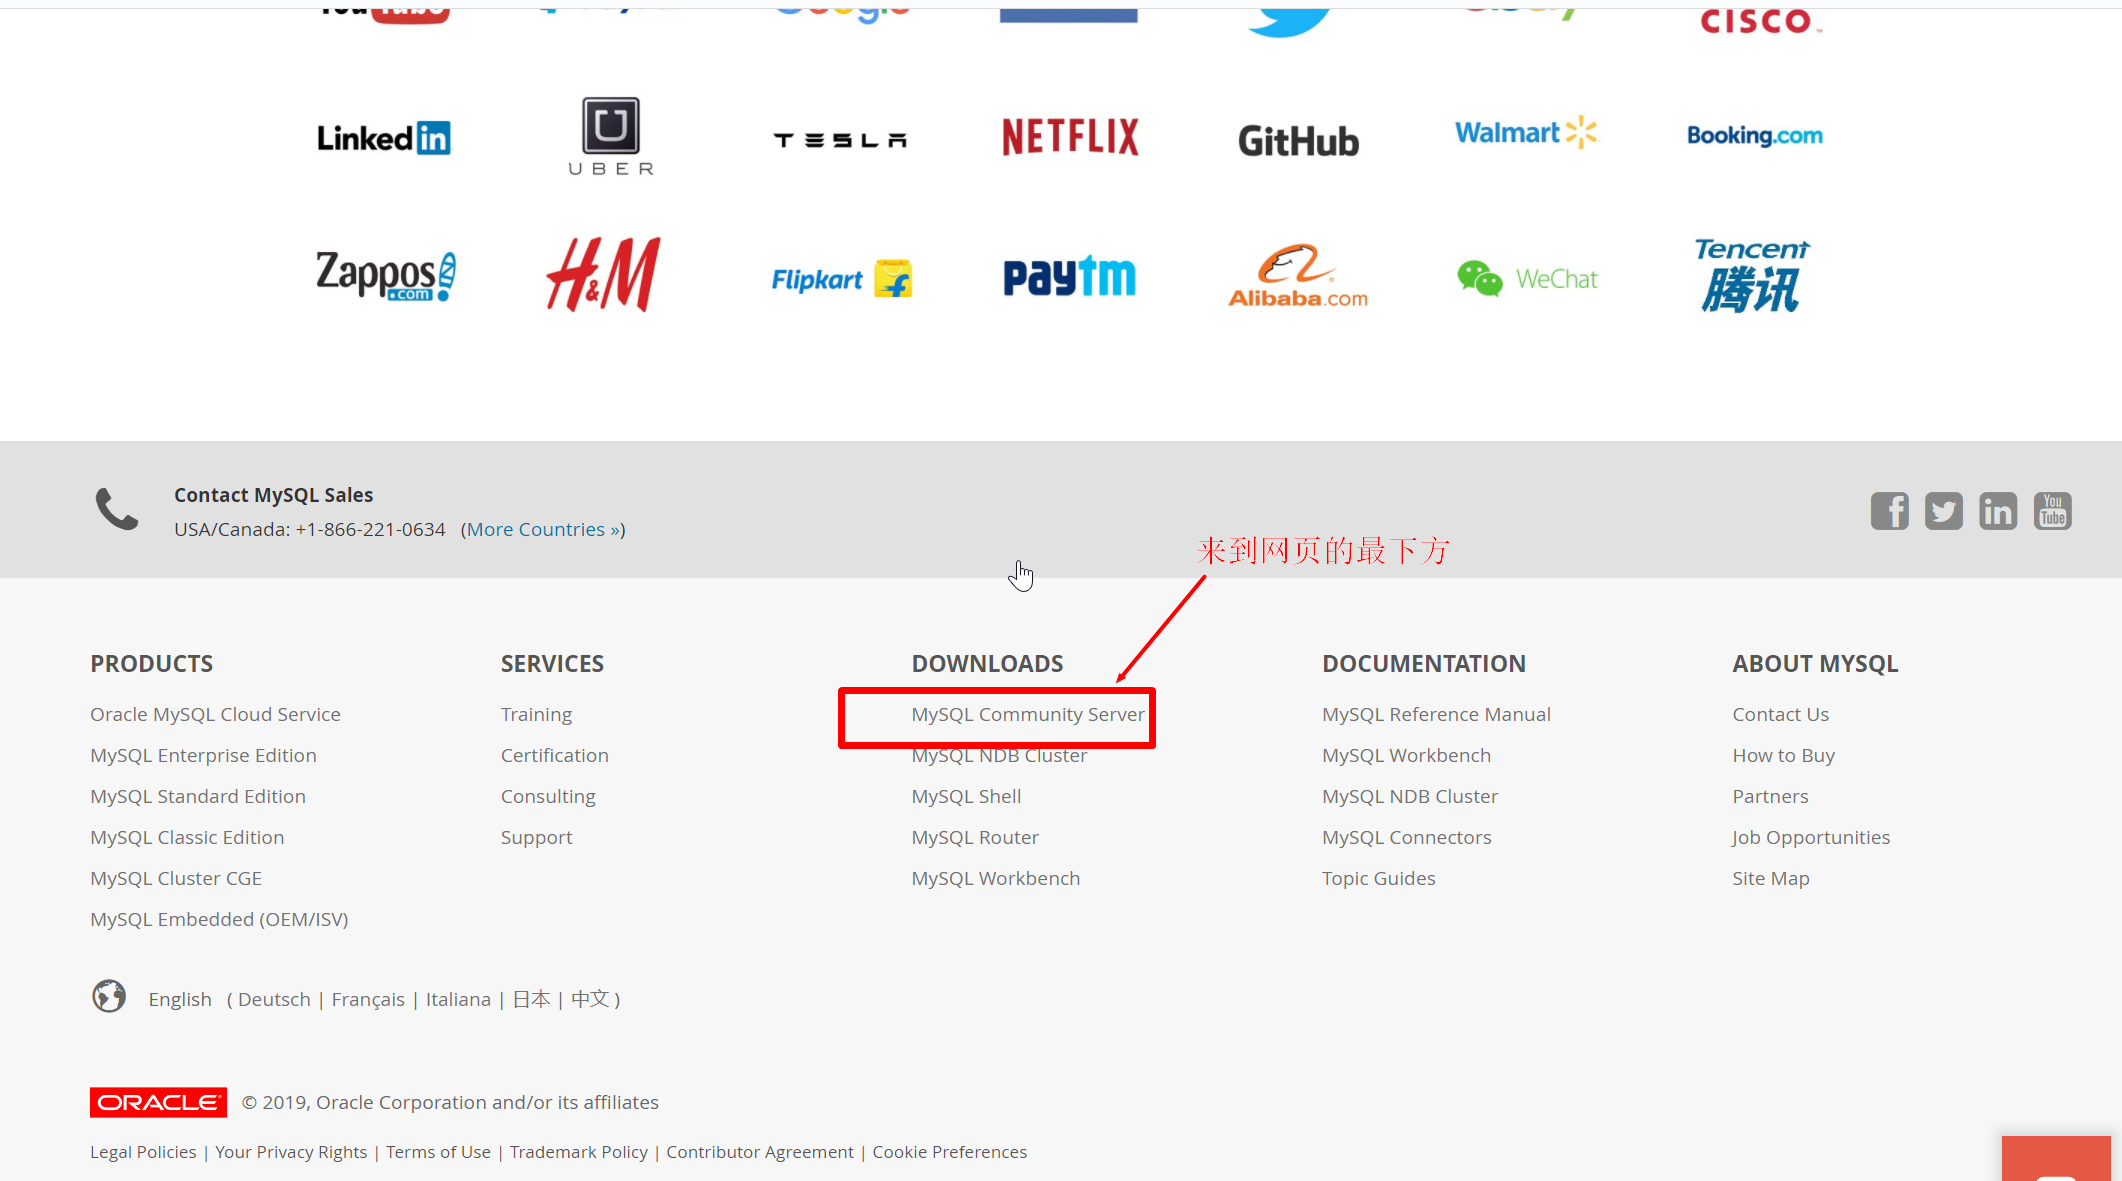 YouTube
Google
CISCO
LinkedIn
UBER
TESLA
NETFLIX
GitHub
Walmart
Booking.com
Zappos.com
H&M
Flipkart
paytm
Alibaba.com
WeChat
Tencent
腾讯
Contact MySQL Sales
USA/Canada: +1-866-221-0634 (More Countries »)
You
Tube
来到网页的最下方
PRODUCTS
Oracle MySQL Cloud Service
MySQL Enterprise Edition
MySQL Standard Edition
MySQL Classic Edition
MySQL Cluster CGE
MySQL Embedded (OEM/ISV)
SERVICES
Training
Certification
Consulting
Support
DOWNLOADS
MySQL Community Server
MySQL NDB Cluster
MySQL Shell
MySQL Router
MySQL Workbench
DOCUMENTATION
MySQL Reference Manual
MySQL Workbench
MySQL NDB Cluster
MySQL Connectors
Topic Guides
ABOUT MYSQL
Contact Us
How to Buy
Partners
Job Opportunities
Site Map
English ( Deutsch | Français | Italiana | 日本 | 中文 )
ORACLE © 2019, Oracle Corporation and/or its affiliates
Legal Policies | Your Privacy Rights | Terms of Use | Trademark Policy | Contributor Agreement | Cookie Preferences